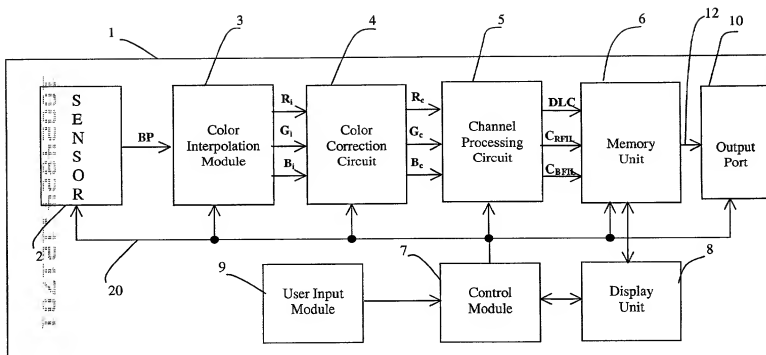 1
3
4
5
6
12
10
SENSOR
BP
Color
Interpolation
Module
Ri
Gi
Bi
Color
Correction
Circuit
Rc
Gc
Bc
Channel
Processing
Circuit
DLC
CRFIL
CBFIL
Memory
Unit
Output
Port
2
20
9
User Input
Module
7
Control
Module
8
Display
Unit